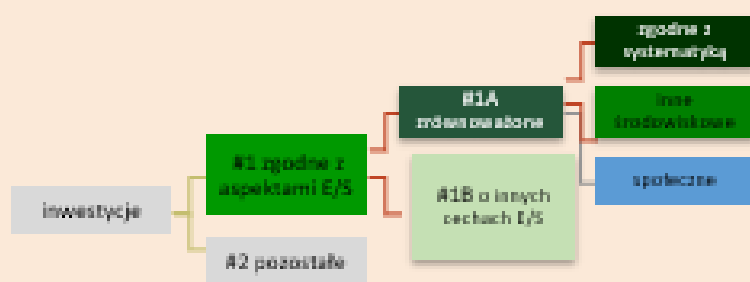 zgodne z
systematyką
#1A
zrównoważone
inne
środowiskowe
#1 zgodne z
aspektami E/S
społeczne
#1B o innych
cechach E/S
inwestycje
#2 pozostałe